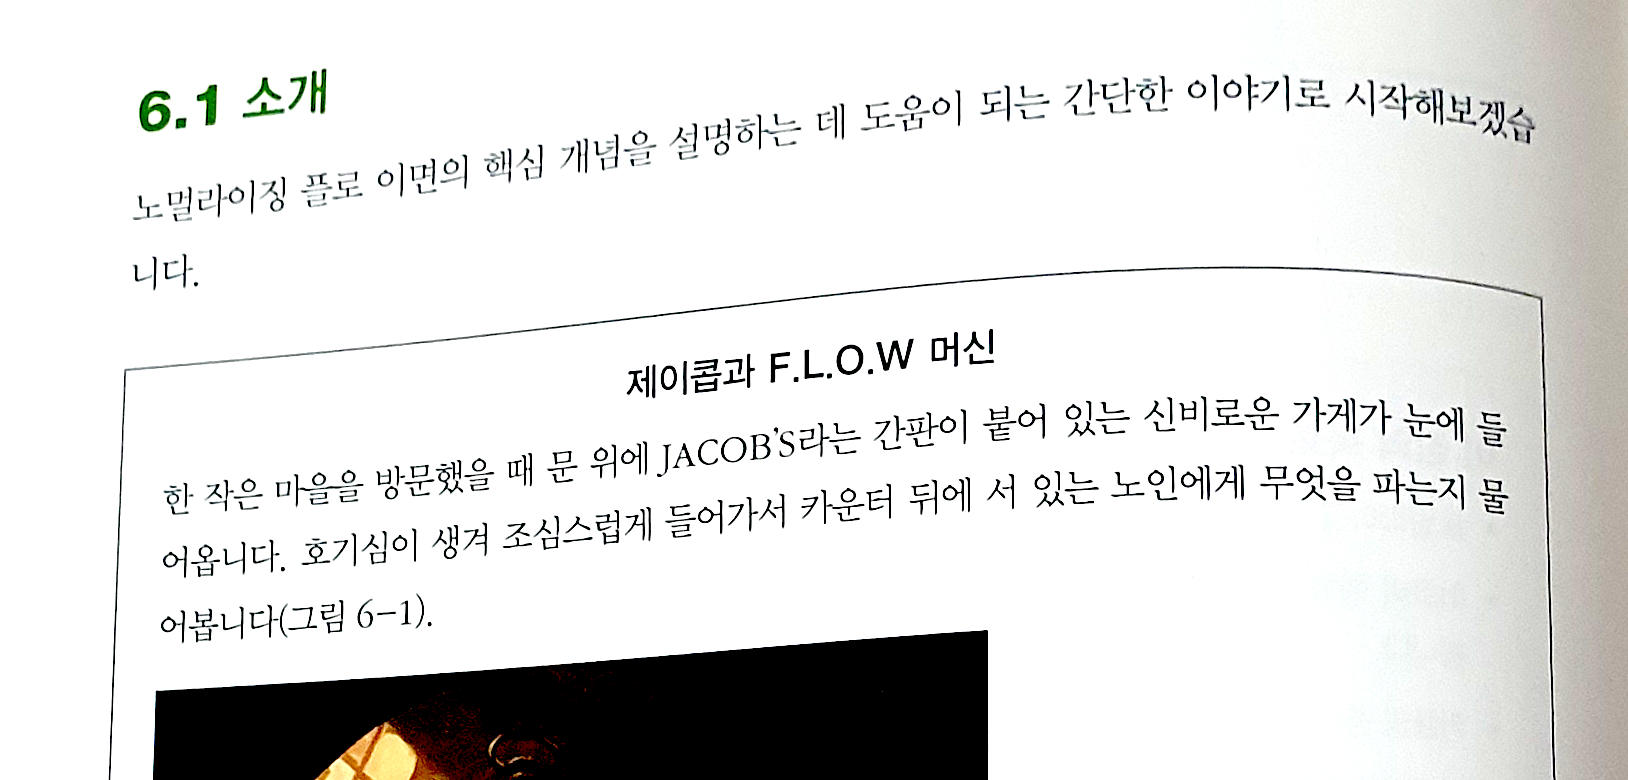 6.1 소개
노멀라이징 플로 이면의 핵심 개념을 설명하는 데 도움이 되는 간단한 이야기로 시작해보겠습
니다.
제이콥과 F.L.O.W 머신
한 작은 마을을 방문했을 때 문 위에 JACOB'S라는 간판이 붙어 있는 신비로운 가게가 눈에 들
어옵니다. 호기심이 생겨 조심스럽게 들어가서 카운터 뒤에 서 있는 노인에게 무엇을 파는지 물
어봅니다(그림 6-1).